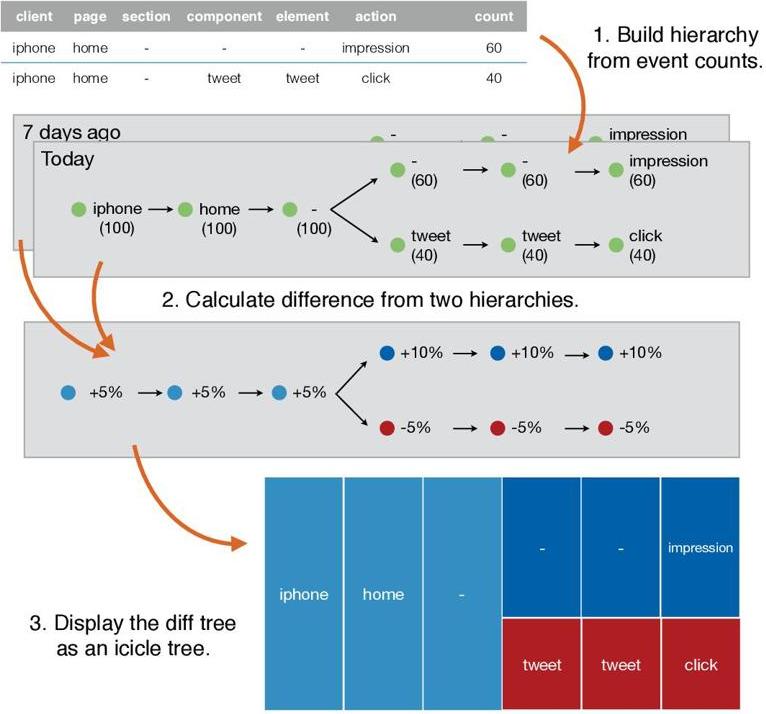 client page section component element action count
iphone home - - - impression 60
iphone home - tweet tweet click 40
1. Build hierarchy
from event counts.
7 days ago
- - impression
Today
- - impression
(60) (60) (60)
iphone home -
(100) (100) (100)
tweet tweet click
(40) (40) (40)
2. Calculate difference from two hierarchies.
+10% +10% +10%
+5% +5% +5%
-5% -5% -5%
- - impression
iphone home -
3. Display the diff tree
as an icicle tree.
tweet tweet click